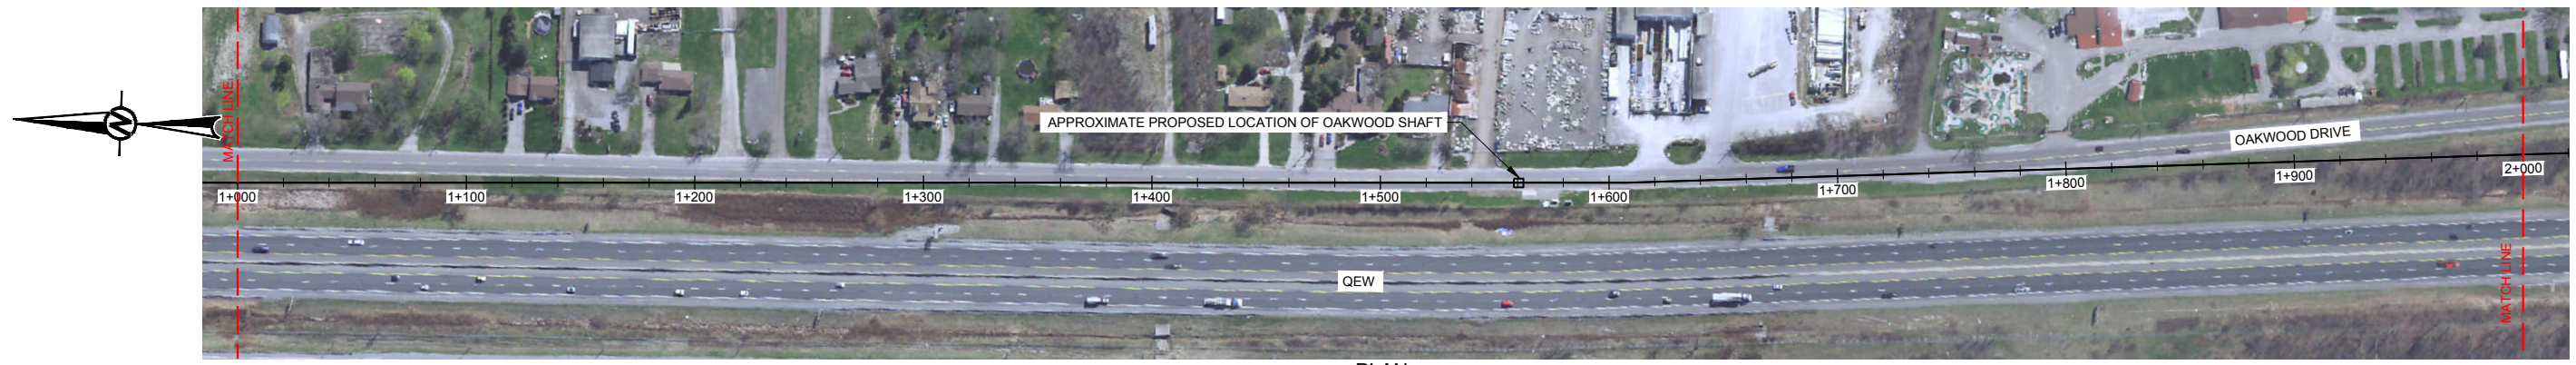 N
MATCH LINE
APPROXIMATE PROPOSED LOCATION OF OAKWOOD SHAFT
OAKWOOD DRIVE
1+000
1+100
1+200
1+300
1+400
1+500
1+600
1+700
1+800
1+900
2+000
QEW
MATCH LINE